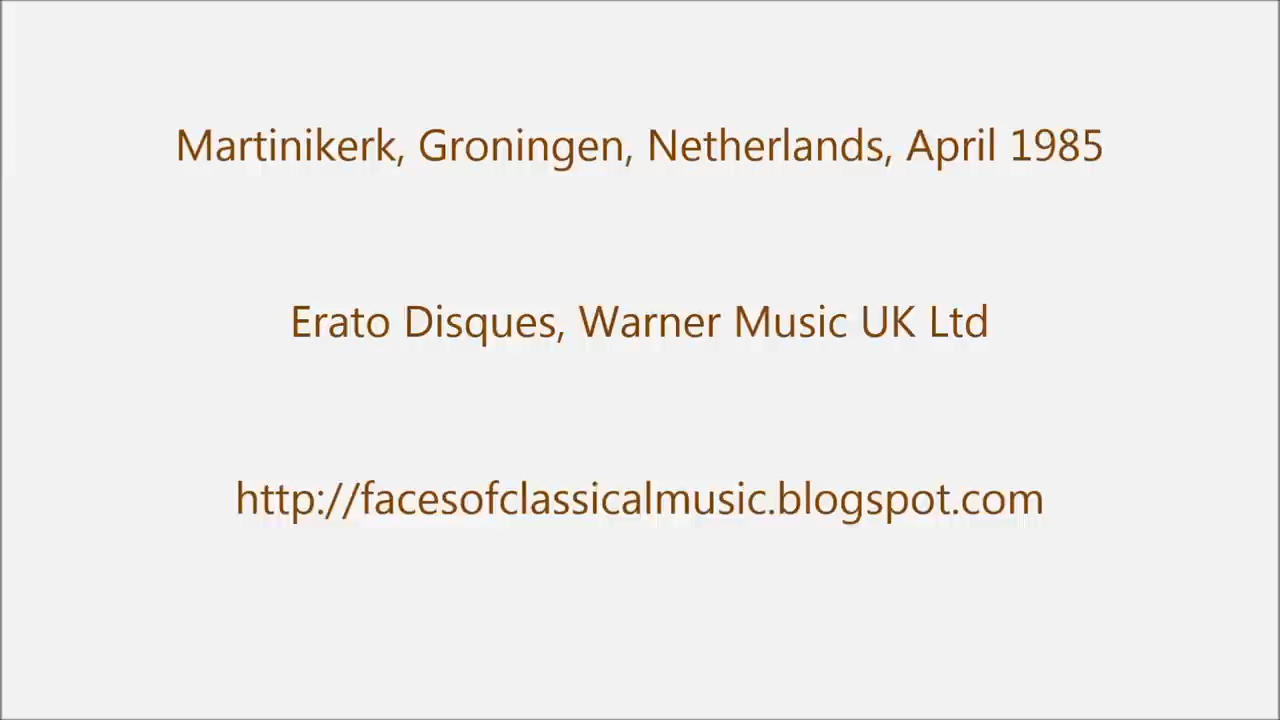 Martinikerk, Groningen, Netherlands, April 1985
Erato Disques, Warner Music UK Ltd
http://facesofclassicalmusic.blogspot.com